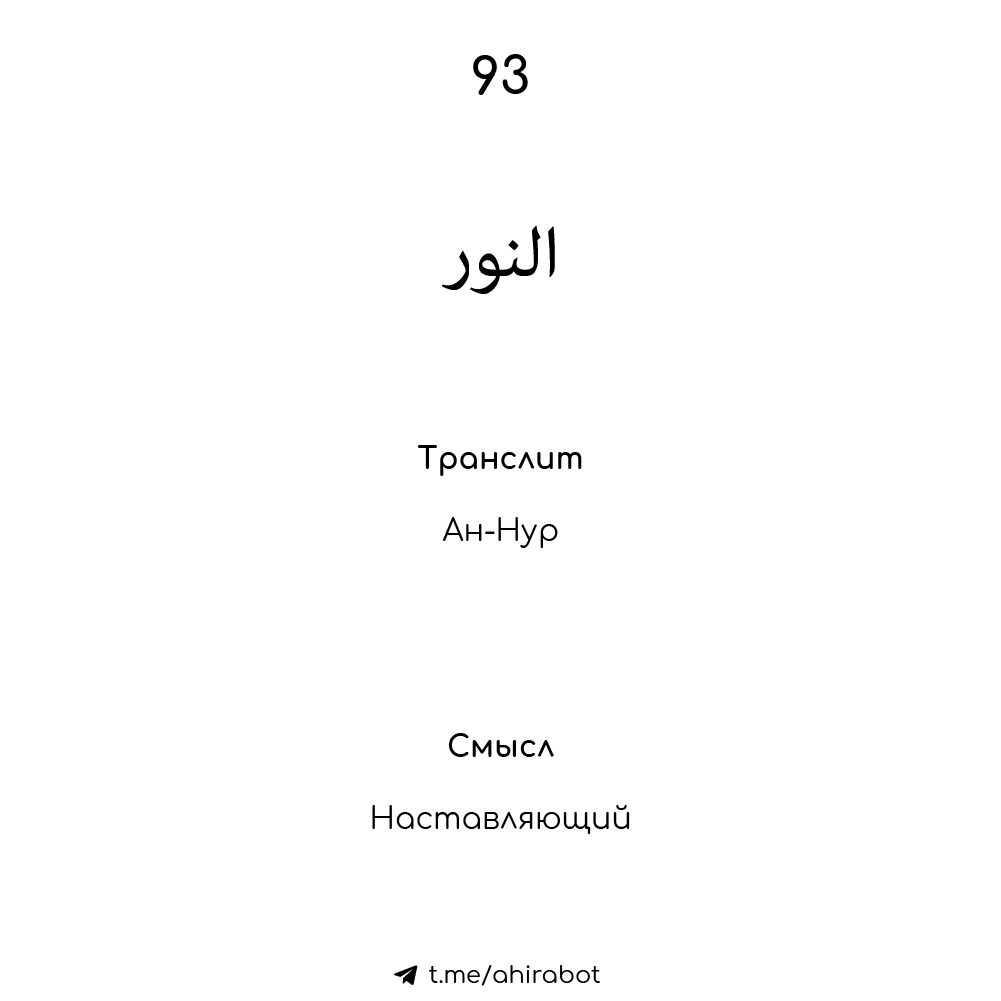 93
النور
Транслит
Ан-Нур
Смысл
Наставляющий
t.me/ahirabot